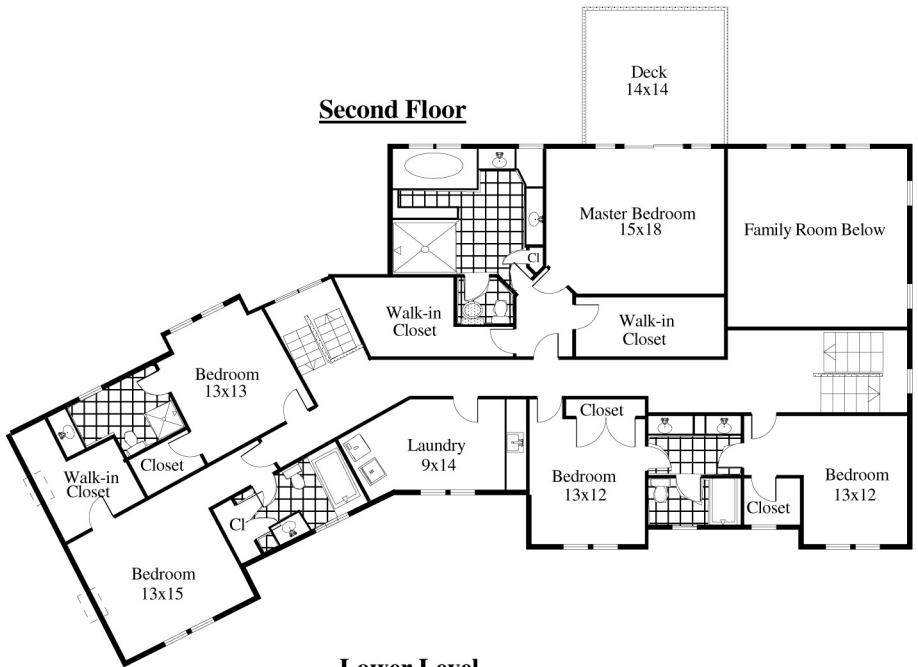 Second Floor
Deck
14x14
Master Bedroom
15x18
Family Room Below
Cl
Walk-in
Closet
Walk-in
Closet
Bedroom
13x13
Closet
Walk-in
Closet
Closet
Laundry
9x14
Bedroom
13x12
Bedroom
13x12
Closet
Cl
Bedroom
13x15
Lower Level